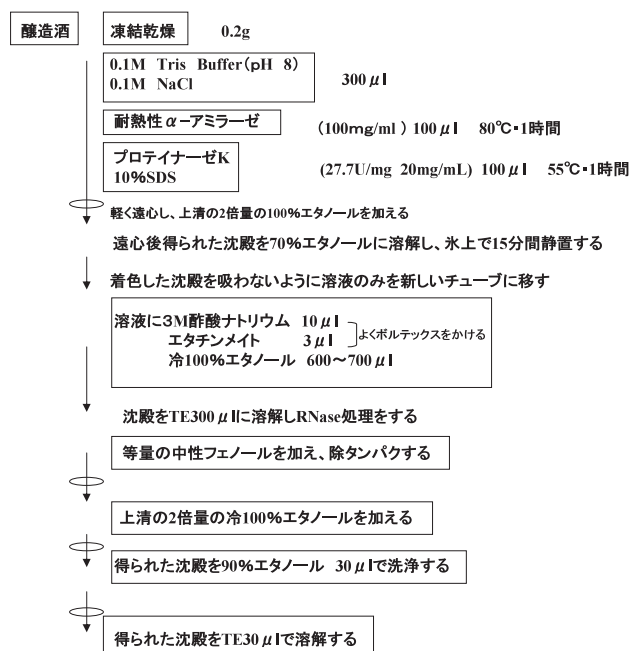 醸造酒 凍結乾燥 0.2g
0.1M Tris Buffer(pH 8)
0.1M NaCl 300μl
耐熱性α-アミラーゼ (100mg/ml) 100μl 80℃・1時間
プロテイナーゼK
10%SDS (27.7U/mg 20mg/mL) 100μl 55℃・1時間
軽く遠心し、上清の2倍量の100%エタノールを加える
遠心後得られた沈殿を70%エタノールに溶解し、氷上で15分間静置する
着色した沈殿を吸わないように溶液のみを新しいチューブに移す
溶液に3M酢酸ナトリウム 10μl
エタチンメイト 3μl よくボルテックスをかける
冷100%エタノール 600～700μl
沈殿をTE300μlに溶解しRNase処理をする
等量の中性フェノールを加え、除タンパクする
上清の2倍量の冷100%エタノールを加える
得られた沈殿を90%エタノール 30μlで洗浄する
得られた沈殿をTE30μlで溶解する